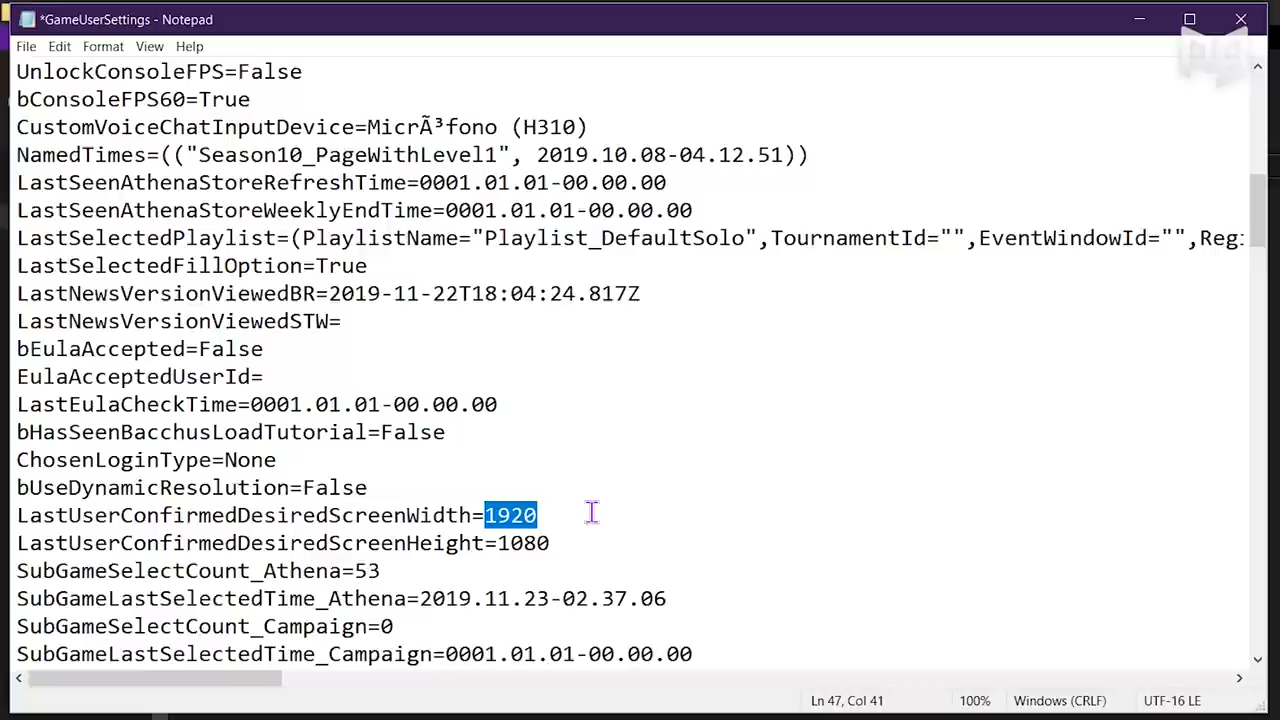 *GameUserSettings - Notepad
File Edit Format View Help
UnlockConsoleFPS=False
bConsoleFPS60=True
CustomVoiceChatInputDevice=MicrÃ³fono (H310)
NamedTimes=(("Season10_PageWithLevel1", 2019.10.08-04.12.51))
LastSeenAthenaStoreRefreshTime=0001.01.01-00.00.00
LastSeenAthenaStoreWeeklyEndTime=0001.01.01-00.00.00
LastSelectedPlaylist=(PlaylistName="Playlist_DefaultSolo",TournamentId="",EventWindowId="",Reg
LastSelectedFillOption=True
LastNewsVersionViewedBR=2019-11-22T18:04:24.817Z
LastNewsVersionViewedSTW=
bEulaAccepted=False
EulaAcceptedUserId=
LastEulaCheckTime=0001.01.01-00.00.00
bHasSeenBacchusLoadTutorial=False
ChosenLoginType=None
bUseDynamicResolution=False
LastUserConfirmedDesiredScreenWidth=1920
LastUserConfirmedDesiredScreenHeight=1080
SubGameSelectCount_Athena=53
SubGameLastSelectedTime_Athena=2019.11.23-02.37.06
SubGameSelectCount_Campaign=0
SubGameLastSelectedTime_Campaign=0001.01.01-00.00.00
Ln 47, Col 41 100% Windows (CRLF) UTF-16 LE